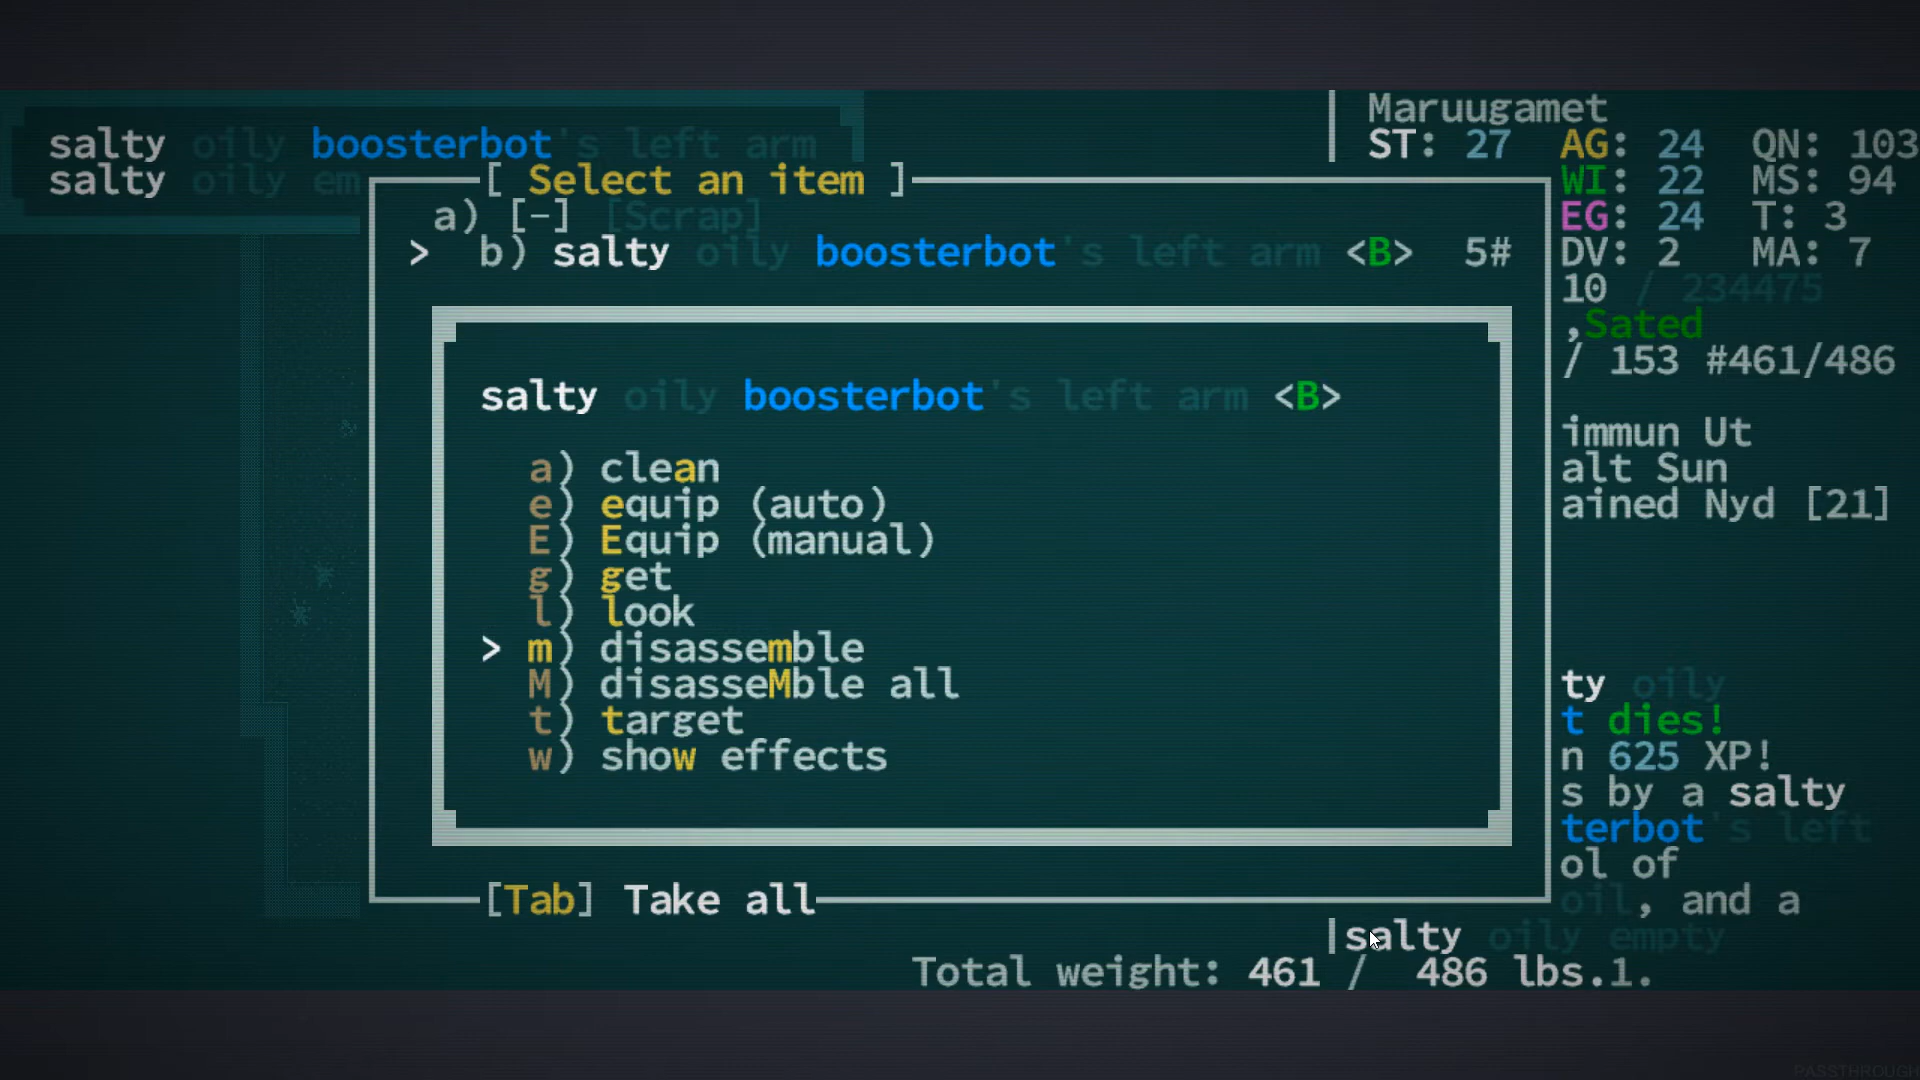 Maruugamet
salty oily boosterbot's left arm
ST: 27 AG: 24 QN: 103
salty oily em
[ Select an item ]
WI: 22 MS: 94
a) [-] [Scrap]
EG: 24 T: 3
> b) salty oily boosterbot's left arm <B> 5#
DV: 2 MA: 7
10 / 234475
,Sated
/ 153 #461/486
salty oily boosterbot's left arm <B>
immun Ut
a) clean
alt Sun
e) equip (auto)
ained Nyd [21]
E) Equip (manual)
g) get
l) look
> m) disassemble
M) disasseMble all
ty oily
t) target
t dies!
w) show effects
n 625 XP!
s by a salty
terbot's left
ol of
[Tab] Take all
oil, and a
|salty oily empty
Total weight: 461 / 486 lbs.1.
PASSTHROUGH